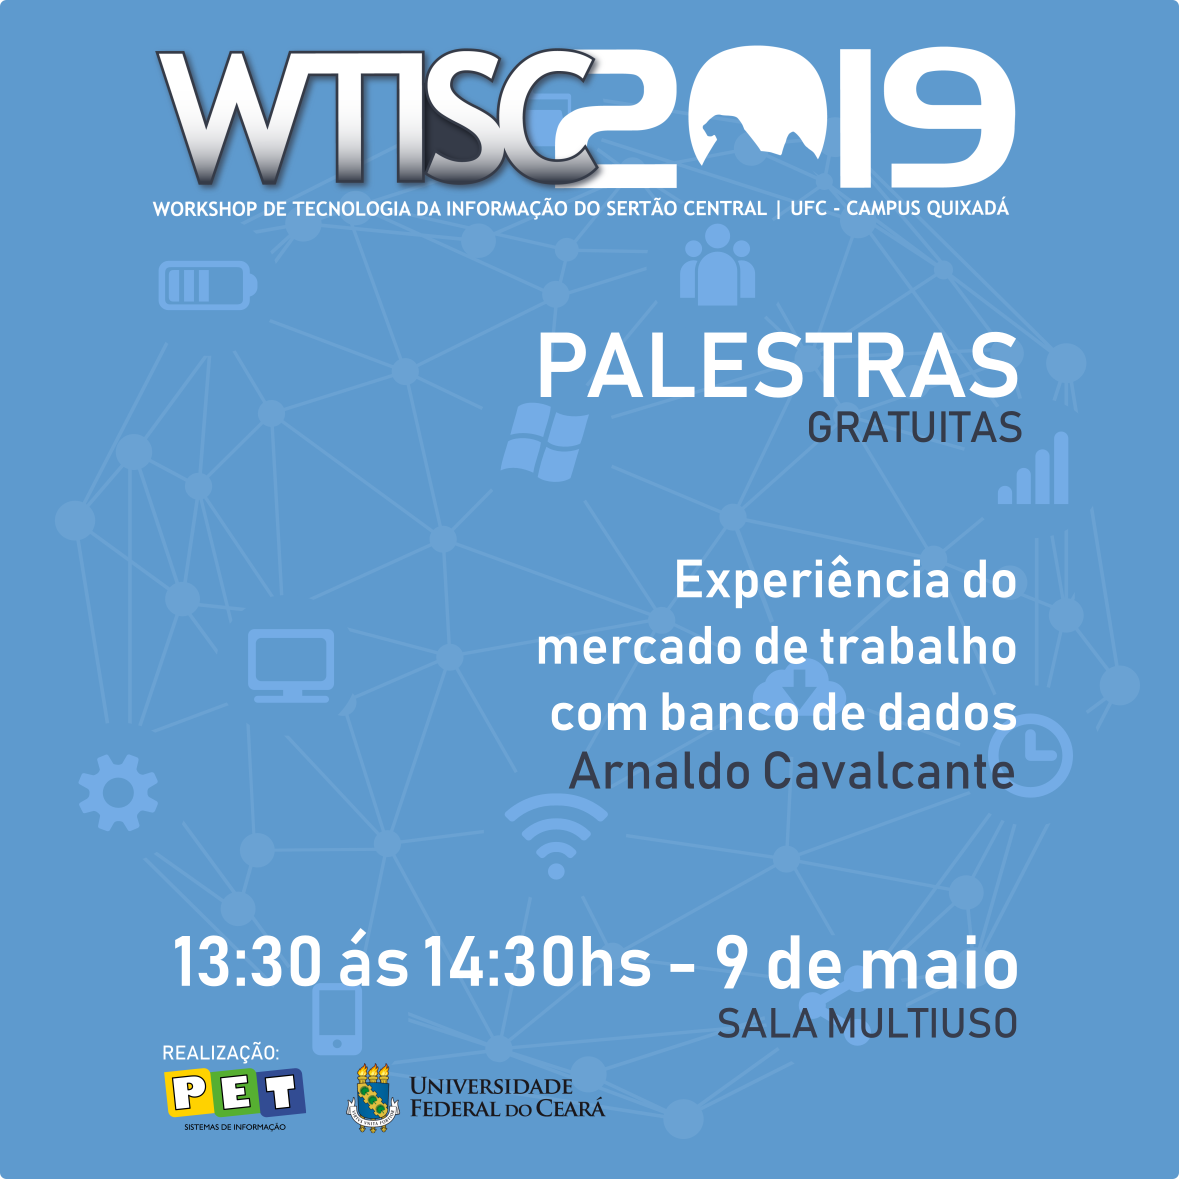 WTISC2019
WORKSHOP DE TECNOLOGIA DA INFORMAÇÃO DO SERTÃO CENTRAL | UFC - CAMPUS QUIXADÁ
PALESTRAS
GRATUITAS
Experiência do
mercado de trabalho
com banco de dados
Arnaldo Cavalcante
13:30 ás 14:30hs - 9 de maio
SALA MULTIUSO
REALIZAÇÃO:
PET
SISTEMAS DE INFORMAÇÃO
UNIVERSIDADE
FEDERAL DO CEARÁ